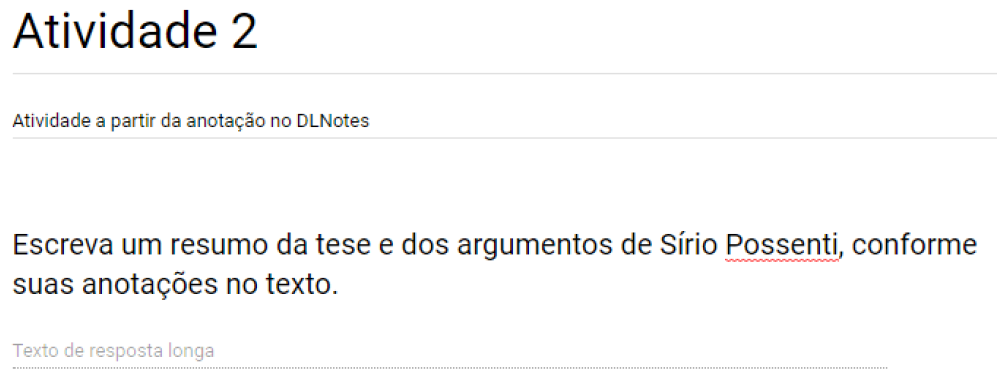 Atividade 2
Atividade a partir da anotação no DLNotes
Escreva um resumo da tese e dos argumentos de Sírio Possenti, conforme
suas anotações no texto.
Texto de resposta longa